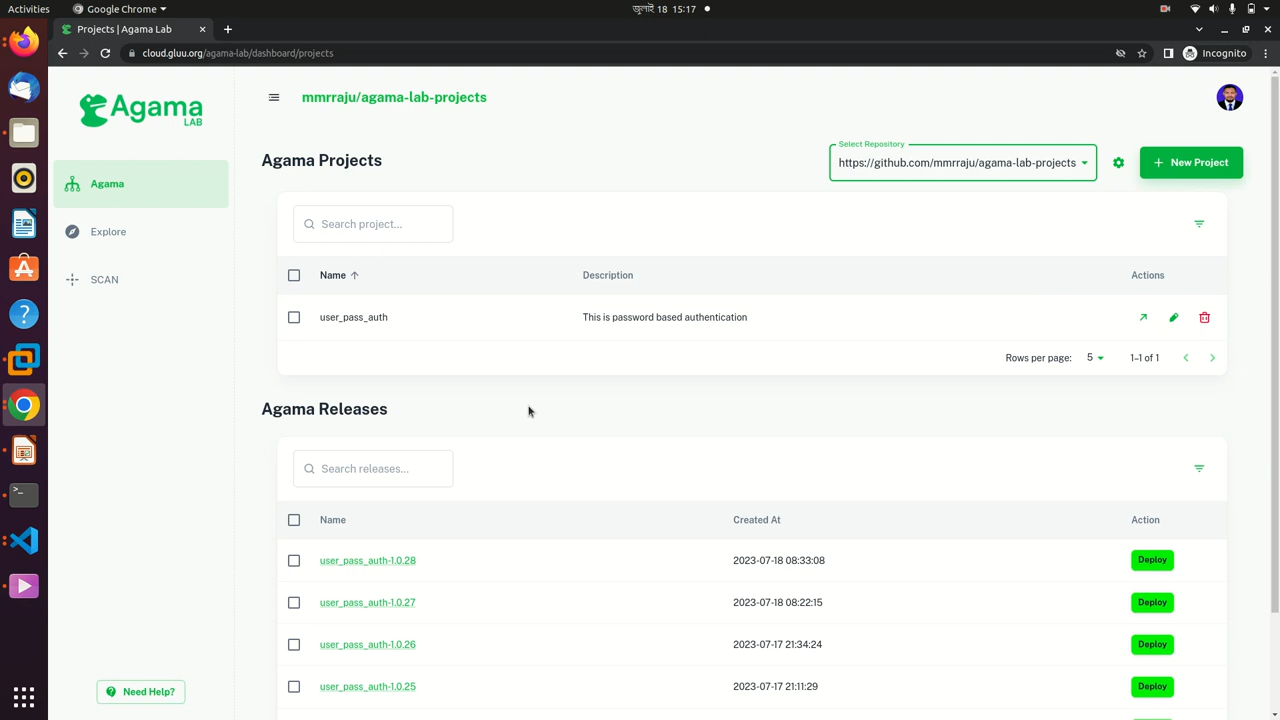 Activities
Google Chrome
जुलाई 18 15:17
Projects | Agama Lab
cloud.gluu.org/agama-lab/dashboard/projects
Incognito
Agama
LAB
Agama
Explore
SCAN
Need Help?
mmrraju/agama-lab-projects
Agama Projects
Select Repository
https://github.com/mmrraju/agama-lab-projects
New Project
Search project...
Name
Description
Actions
user_pass_auth
This is password based authentication
Rows per page:
5
1–1 of 1
Agama Releases
Search releases...
Name
Created At
Action
user_pass_auth-1.0.28
2023-07-18 08:33:08
Deploy
user_pass_auth-1.0.27
2023-07-18 08:22:15
Deploy
user_pass_auth-1.0.26
2023-07-17 21:34:24
Deploy
user_pass_auth-1.0.25
2023-07-17 21:11:29
Deploy